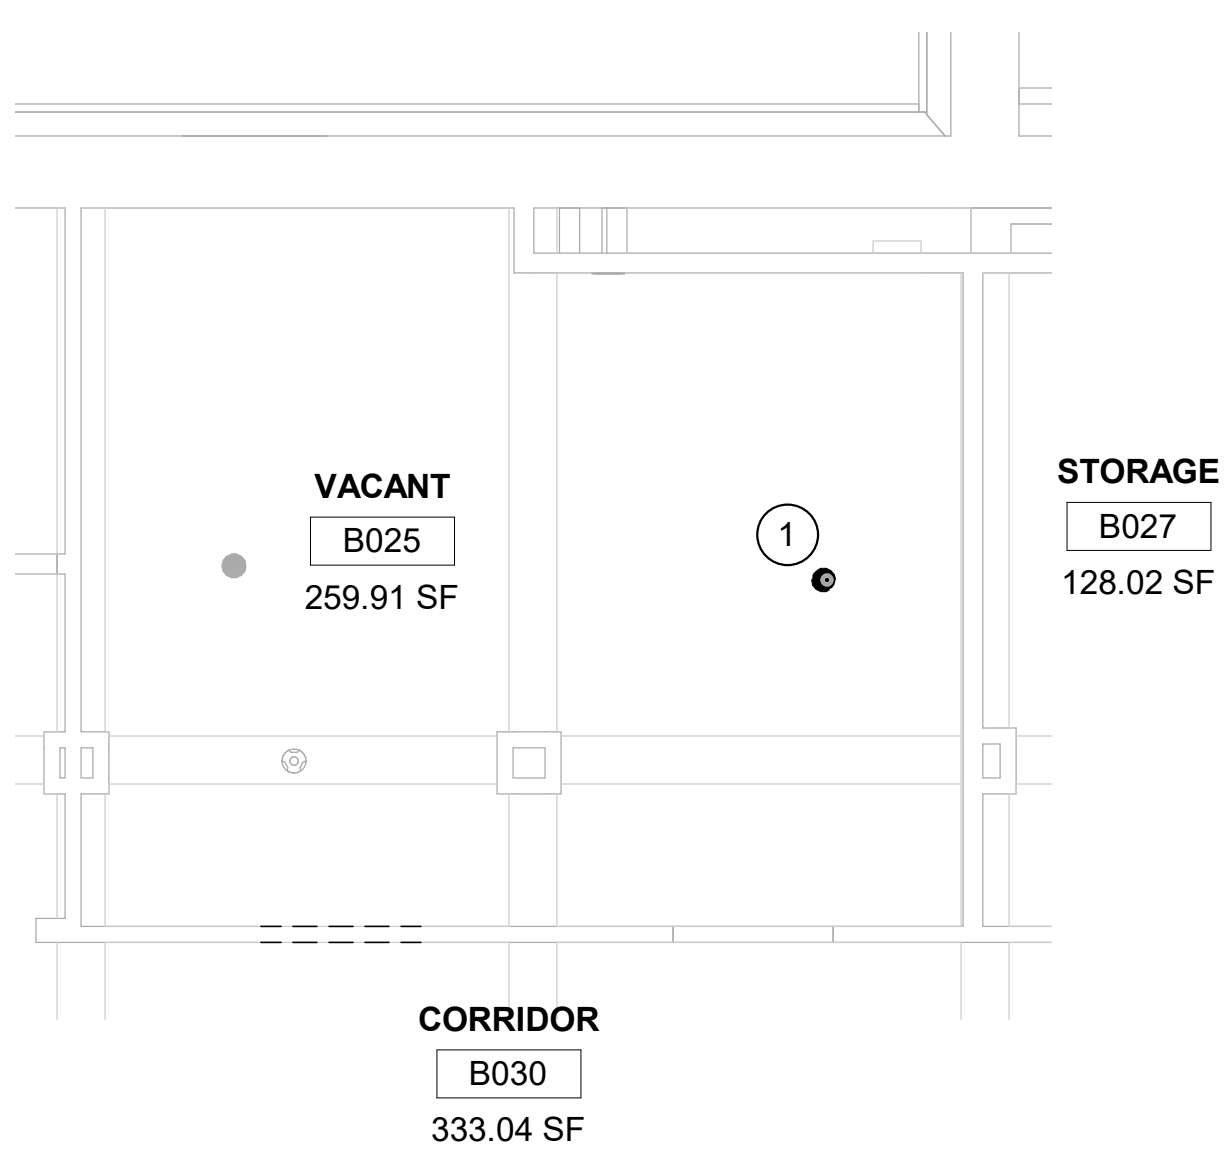 VACANT
B025
259.91 SF
1
STORAGE
B027
128.02 SF
CORRIDOR
B030
333.04 SF